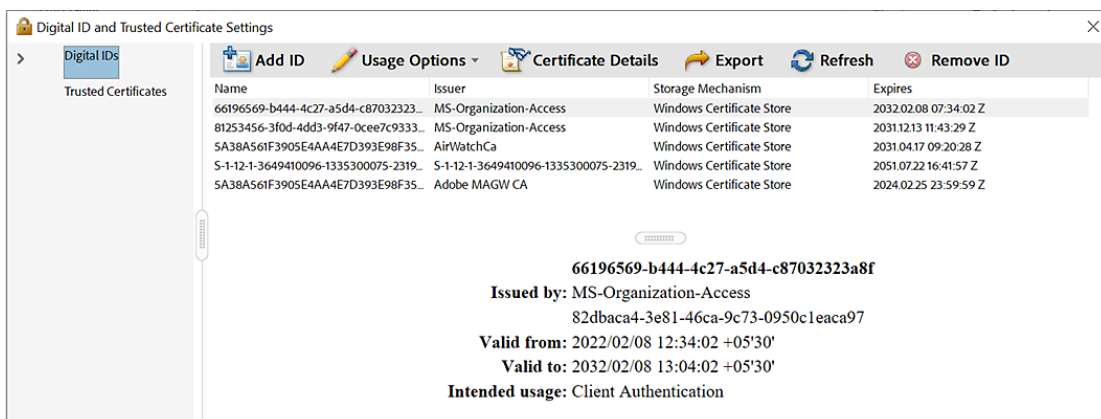 Digital ID and Trusted Certificate Settings
Digital IDs
Trusted Certificates
Add ID Usage Options Certificate Details Export Refresh Remove ID
Name Issuer Storage Mechanism Expires
66196569-b444-4c27-a5d4-c87032323... MS-Organization-Access Windows Certificate Store 2032.02.08 07:34:02 Z
81253456-3f0d-4dd3-9f47-0cee7c9333... MS-Organization-Access Windows Certificate Store 2031.12.13 11:43:29 Z
5A38A561F3905E4AA4E7D393E98F35... AirWatchCa Windows Certificate Store 2031.04.17 09:20:28 Z
S-1-12-1-3649410096-1335300075-2319... S-1-12-1-3649410096-1335300075-2319... Windows Certificate Store 2051.07.22 16:41:57 Z
5A38A561F3905E4AA4E7D393E98F35... Adobe MAGW CA Windows Certificate Store 2024.02.25 23:59:59 Z
66196569-b444-4c27-a5d4-c87032323a8f
Issued by: MS-Organization-Access
82dbaca4-3e81-46ca-9c73-0950c1eaca97
Valid from: 2022/02/08 12:34:02 +05'30'
Valid to: 2032/02/08 13:04:02 +05'30'
Intended usage: Client Authentication